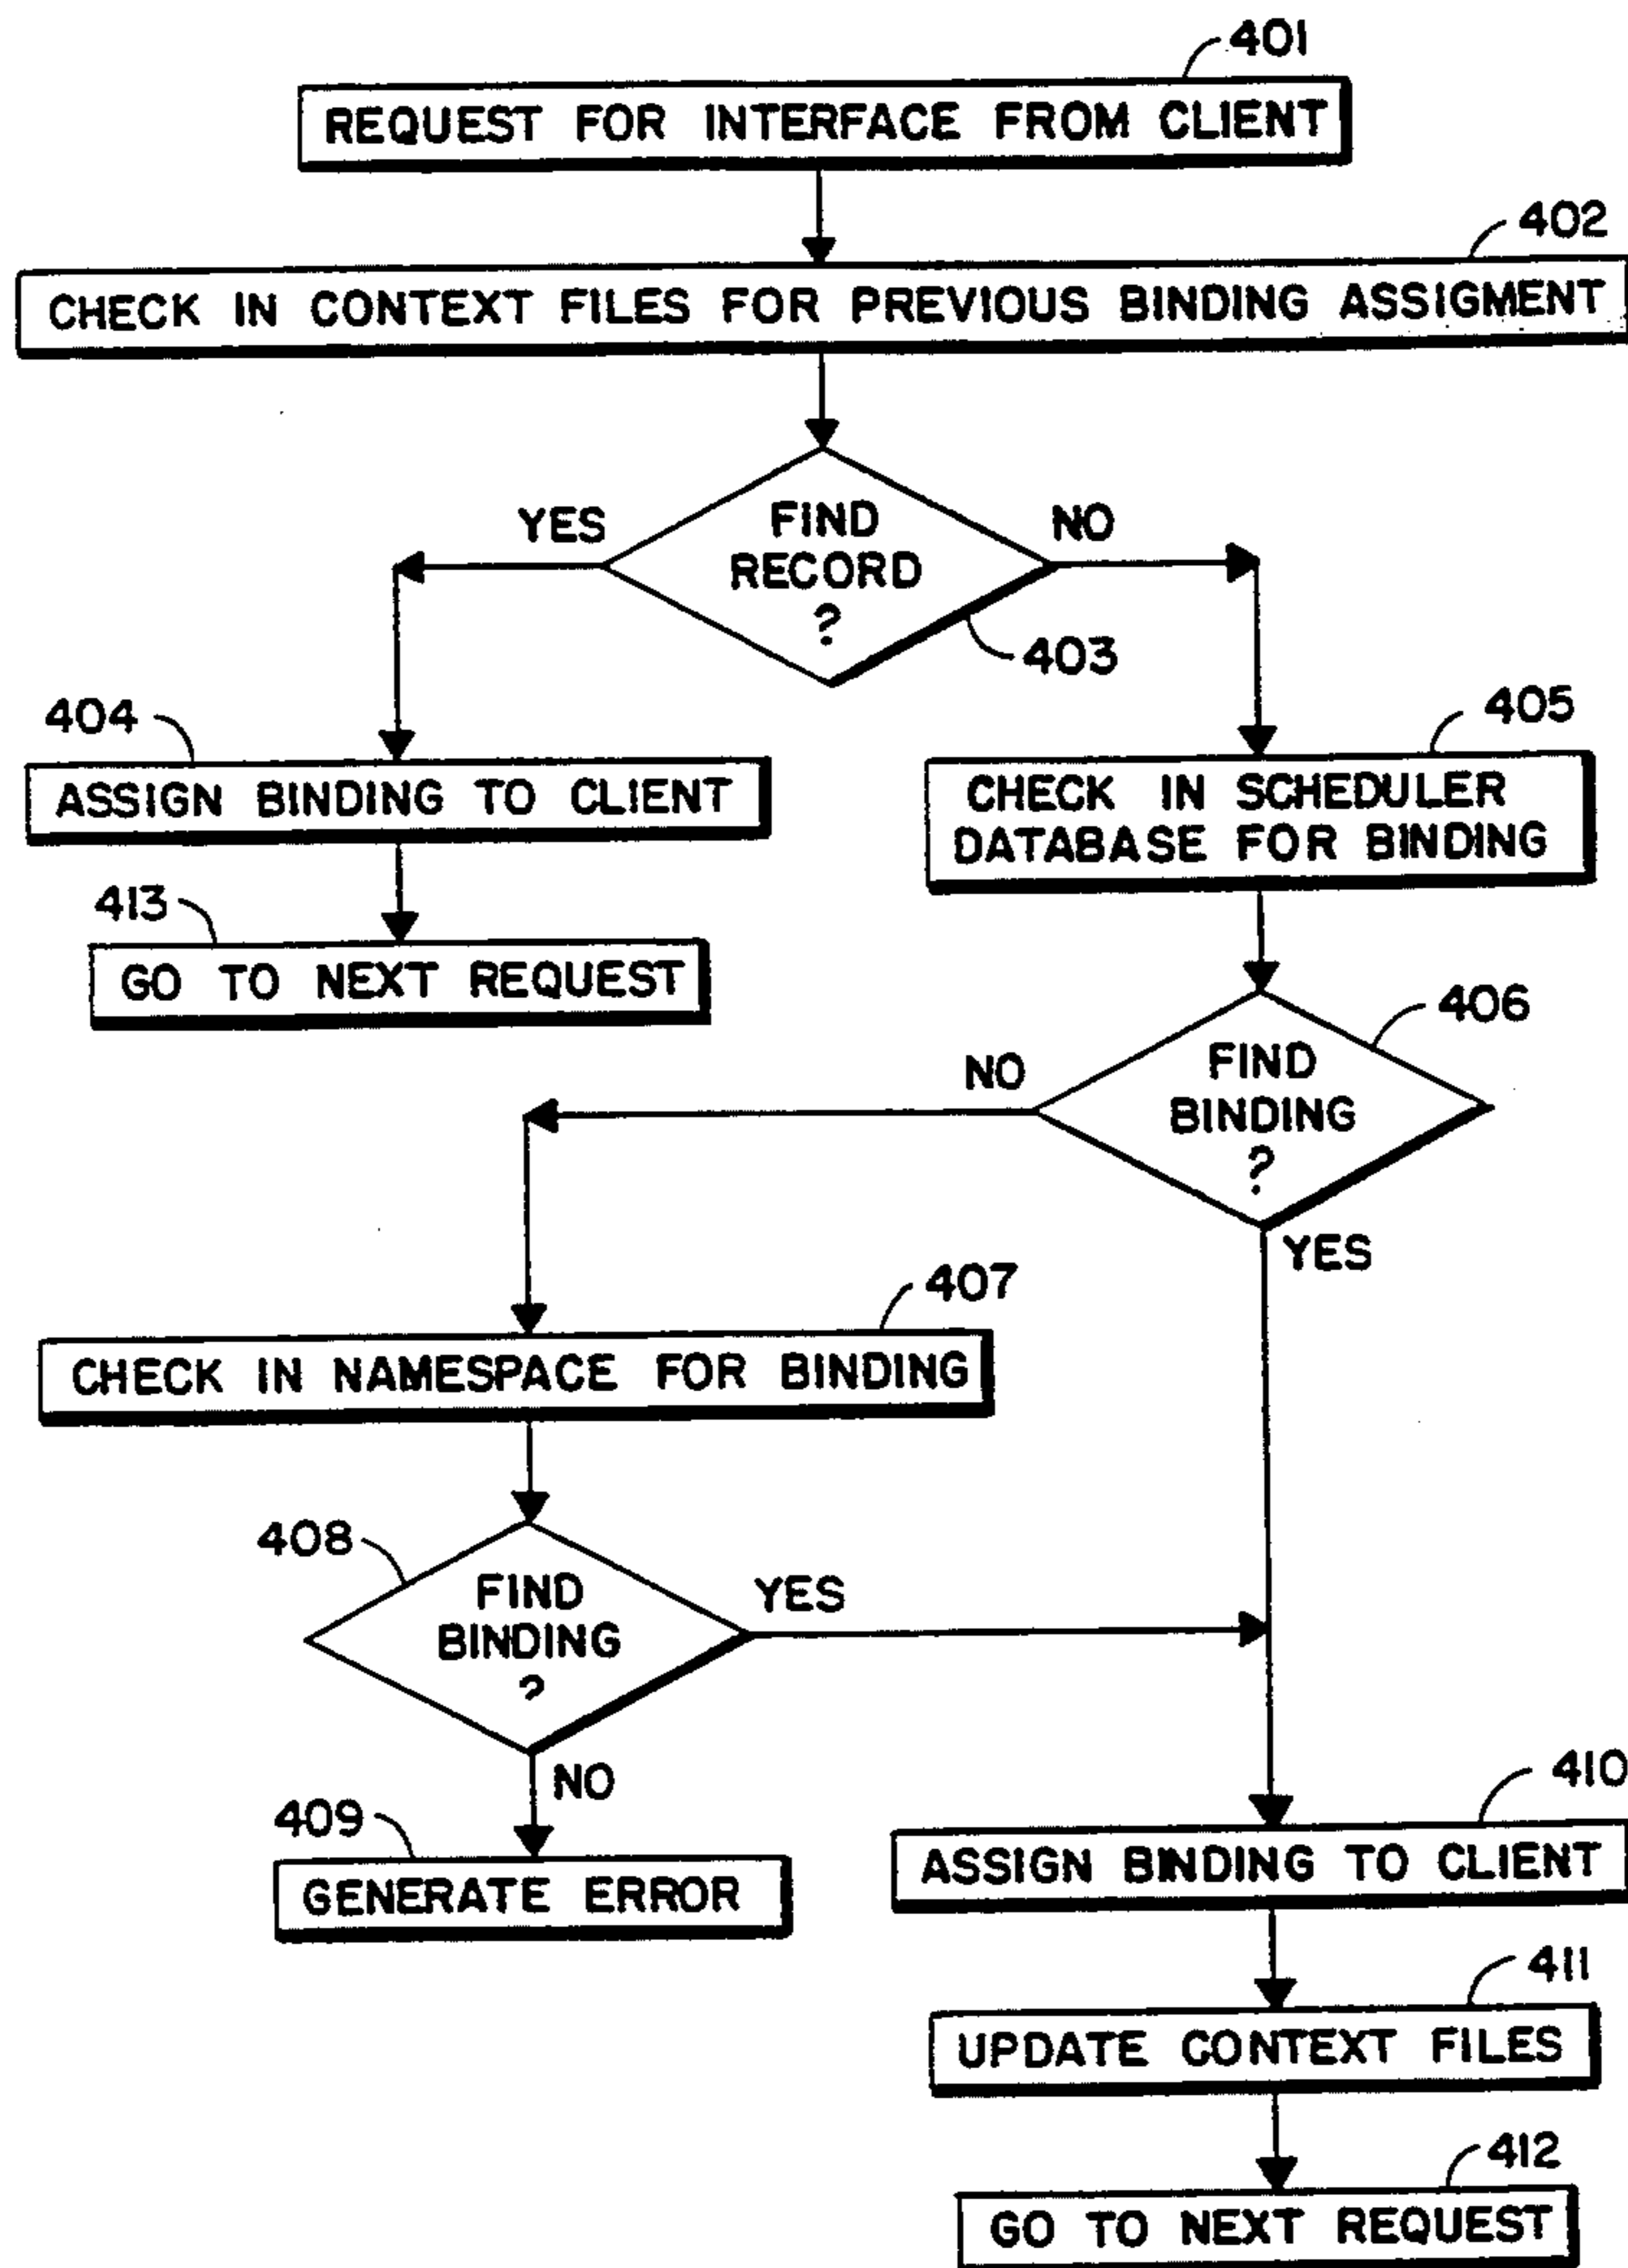 401
REQUEST FOR INTERFACE FROM CLIENT
402
CHECK IN CONTEXT FILES FOR PREVIOUS BINDING ASSIGMENT
YES
FIND
RECORD
?
NO
403
404
ASSIGN BINDING TO CLIENT
405
CHECK IN SCHEDULER
DATABASE FOR BINDING
413
GO TO NEXT REQUEST
406
FIND
BINDING
?
NO
YES
407
CHECK IN NAMESPACE FOR BINDING
408
FIND
BINDING
?
YES
NO
409
GENERATE ERROR
410
ASSIGN BINDING TO CLIENT
411
UPDATE CONTEXT FILES
412
GO TO NEXT REQUEST